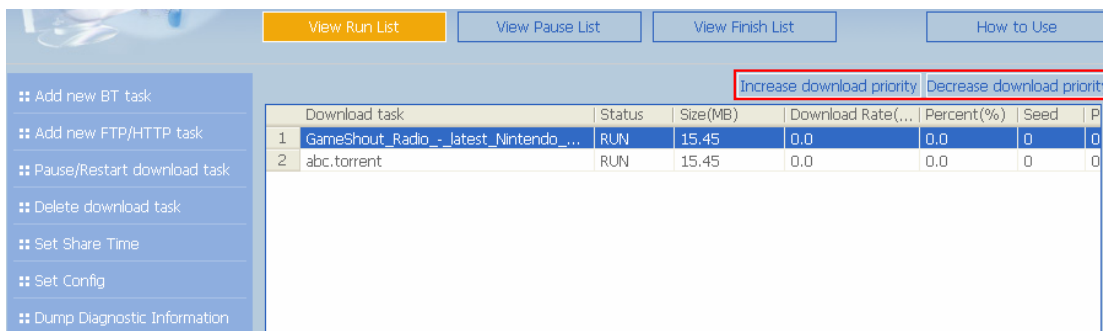 View Run List View Pause List View Finish List How to Use
Increase download priority Decrease download priorit
Add new BT task
Add new FTP/HTTP task
Pause/Restart download task
Delete download task
Set Share Time
Set Config
Dump Diagnostic Information
Download task Status Size(MB) Download Rate(... Percent(%) Seed P
1 GameShout_Radio_-_latest_Nintendo_... RUN 15.45 0.0 0.0 0 0
2 abc.torrent RUN 15.45 0.0 0.0 0 0